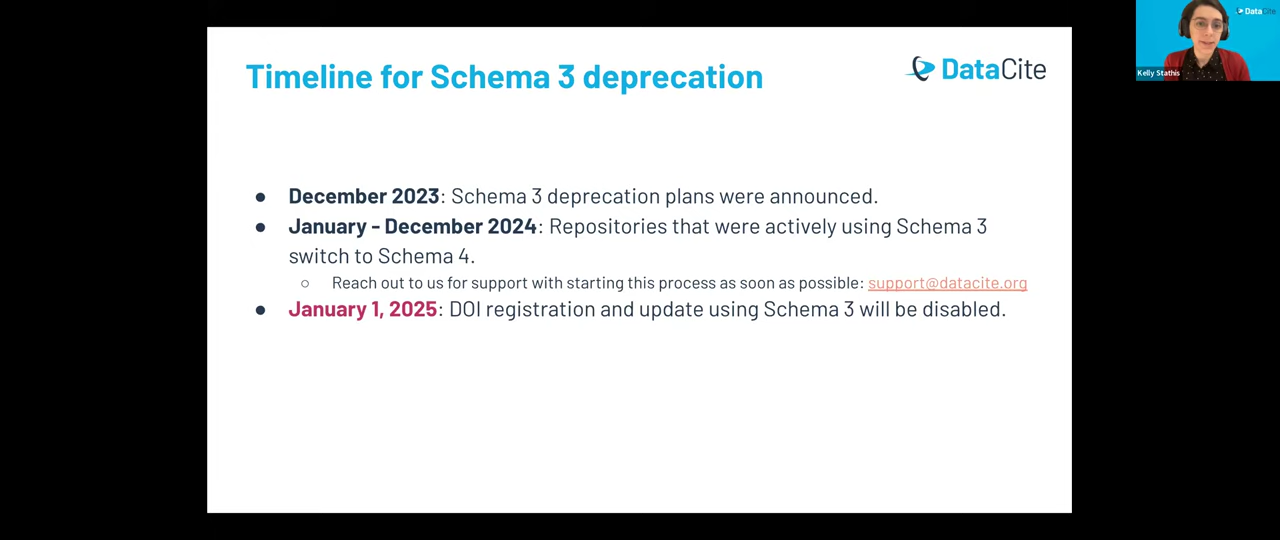 Timeline for Schema 3 deprecation
DataCite
DataCite
Kelly Stathis
● December 2023: Schema 3 deprecation plans were announced.
● January - December 2024: Repositories that were actively using Schema 3
switch to Schema 4.
○ Reach out to us for support with starting this process as soon as possible: support@datacite.org
● January 1, 2025: DOI registration and update using Schema 3 will be disabled.